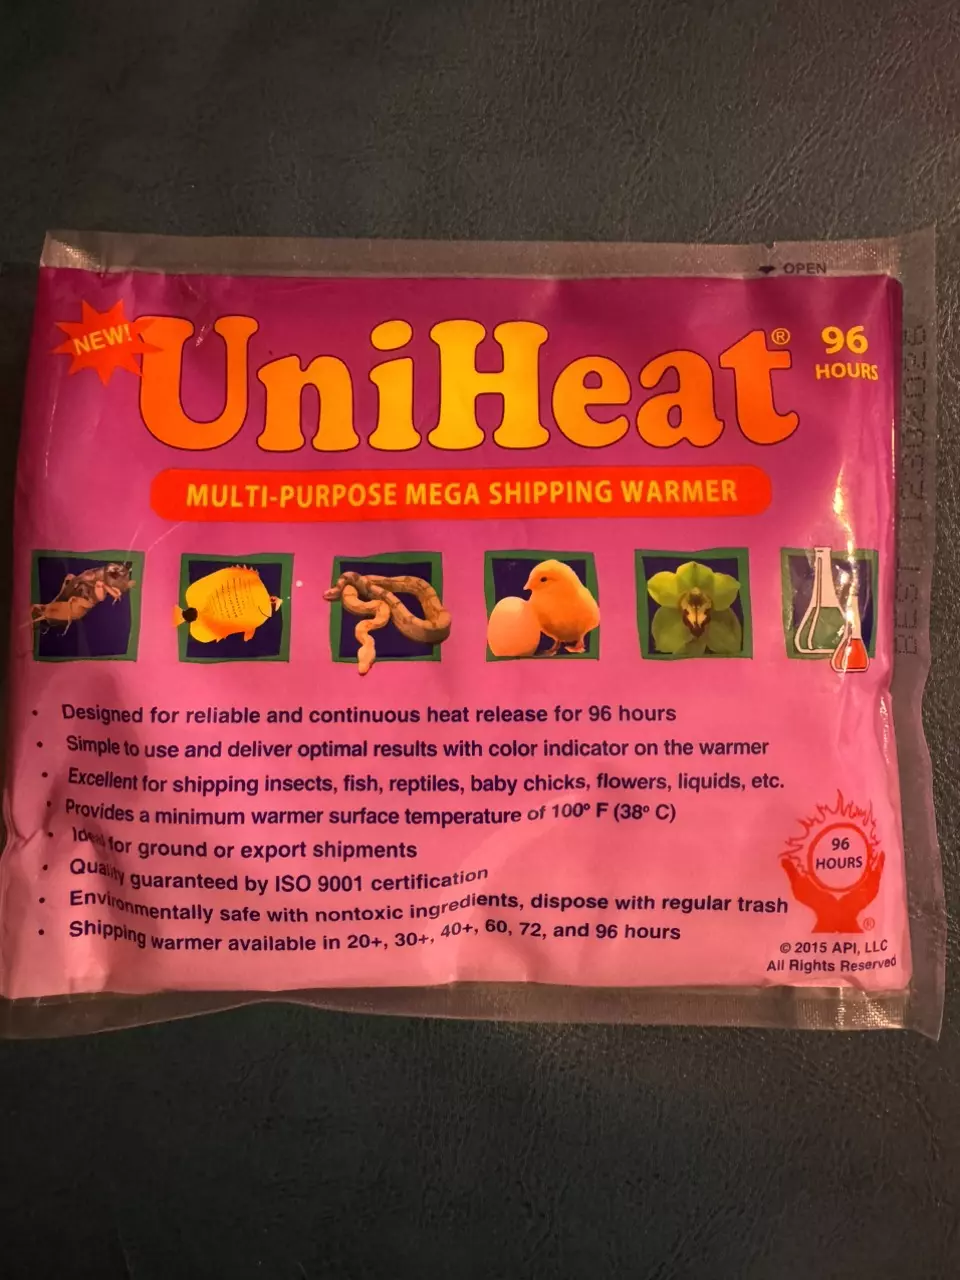 OPEN
NEW!
UniHeat®
96
HOURS
MULTI-PURPOSE MEGA SHIPPING WARMER
• Designed for reliable and continuous heat release for 96 hours
• Simple to use and deliver optimal results with color indicator on the warmer
• Excellent for shipping insects, fish, reptiles, baby chicks, flowers, liquids, etc.
• Provides a minimum warmer surface temperature of 100º F (38º C)
• Ideal for ground or export shipments
• Quality guaranteed by ISO 9001 certification
• Environmentally safe with nontoxic ingredients, dispose with regular trash
• Shipping warmer available in 20+, 30+, 40+, 60, 72, and 96 hours
96
HOURS
®
© 2015 API, LLC
All Rights Reserved
BEST